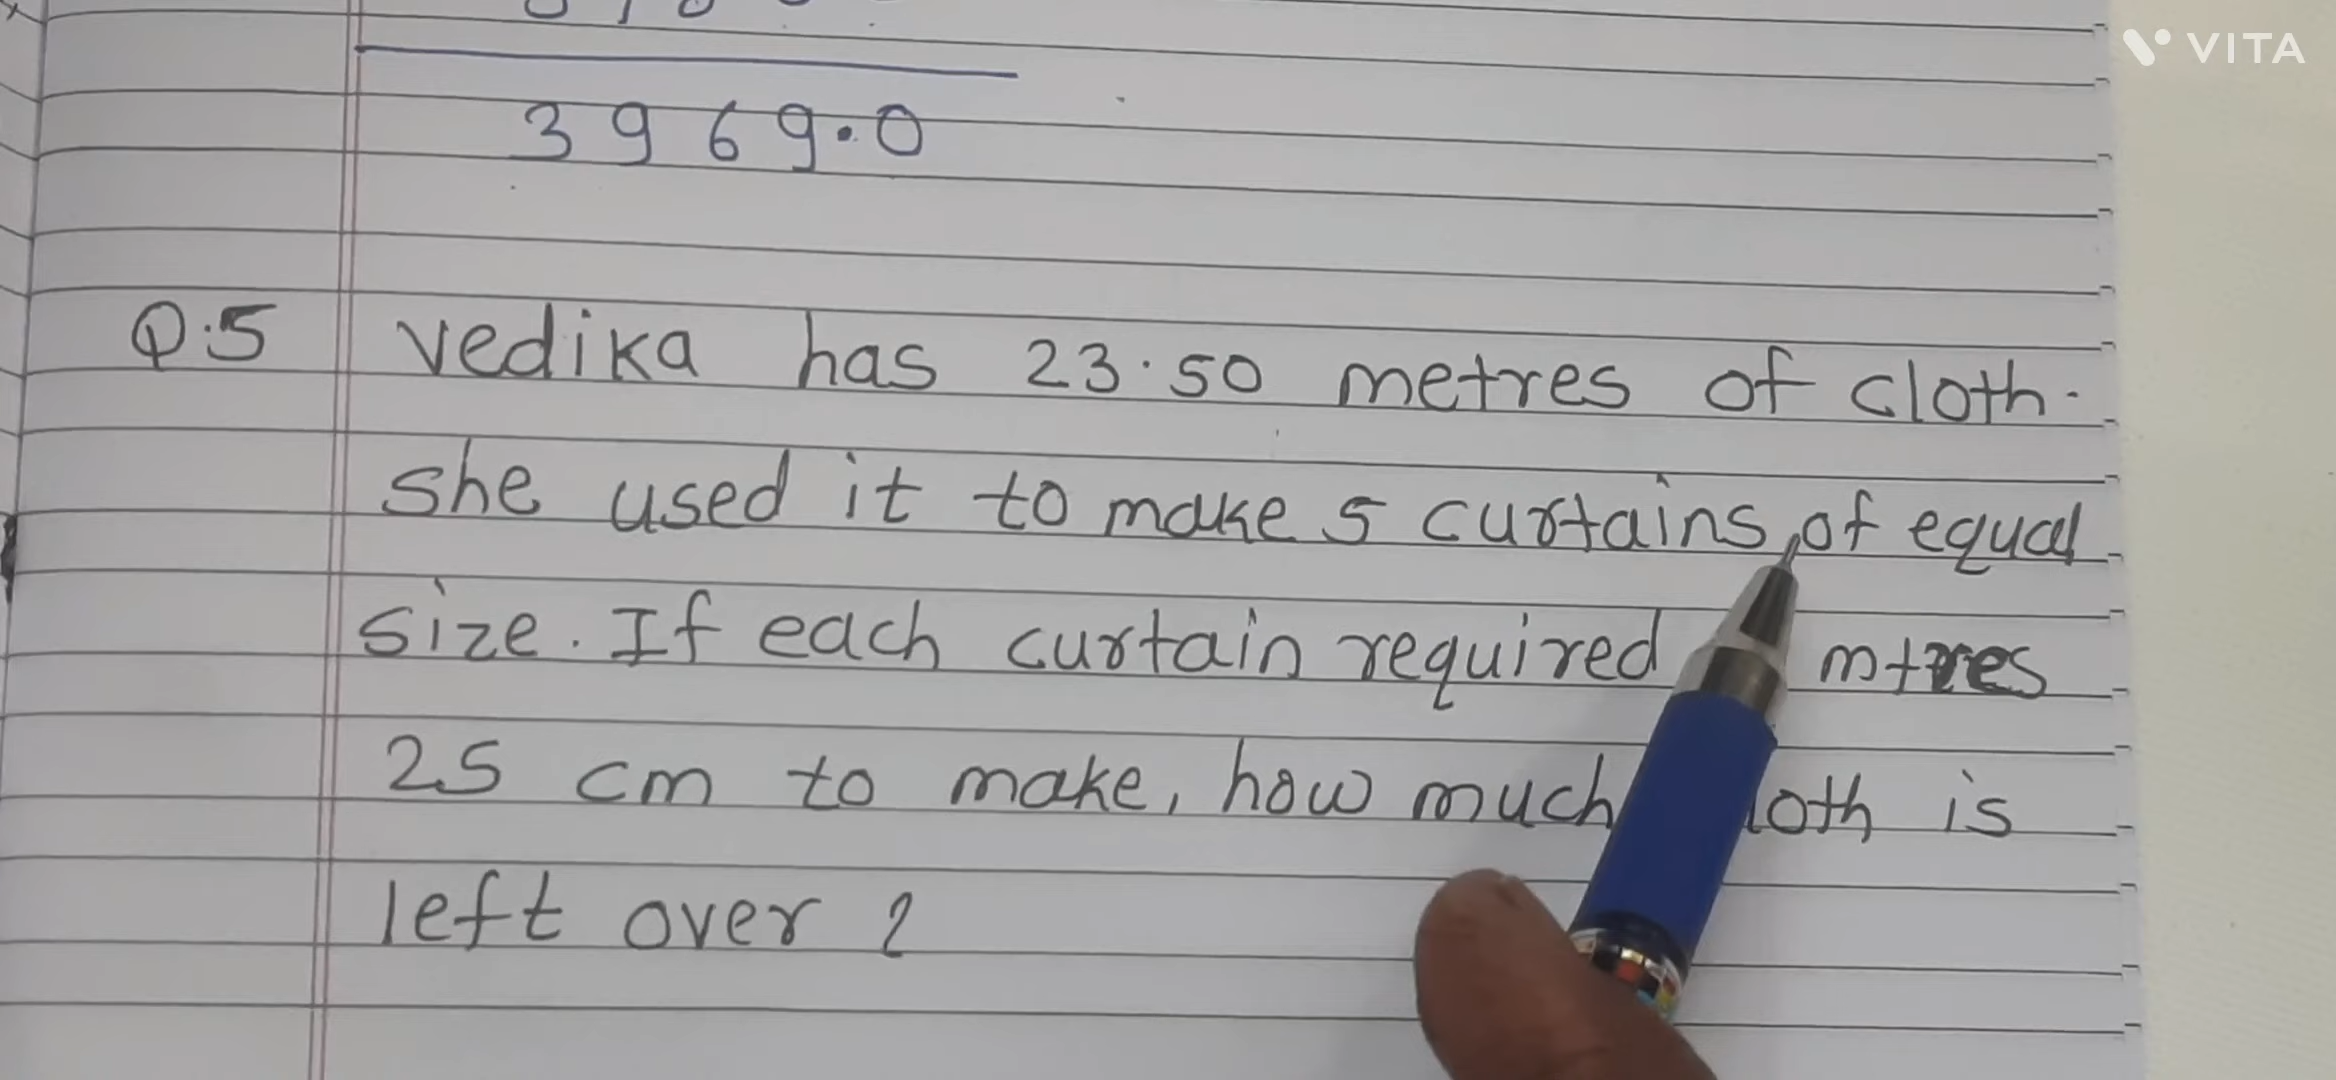 VITA
3969.0
Q.5 Vedika has 23.50 metres of cloth.
she used it to make 5 curtains of equal
size. If each curtain required mtres
25 cm to make, how much loth is
left over ?